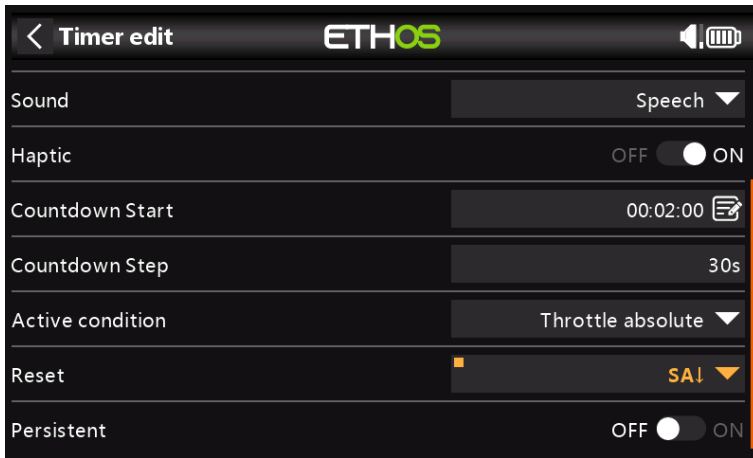 Timer edit ETHOS
Sound Speech
Haptic OFF ON
Countdown Start 00:02:00
Countdown Step 30s
Active condition Throttle absolute
Reset SA↓
Persistent OFF ON